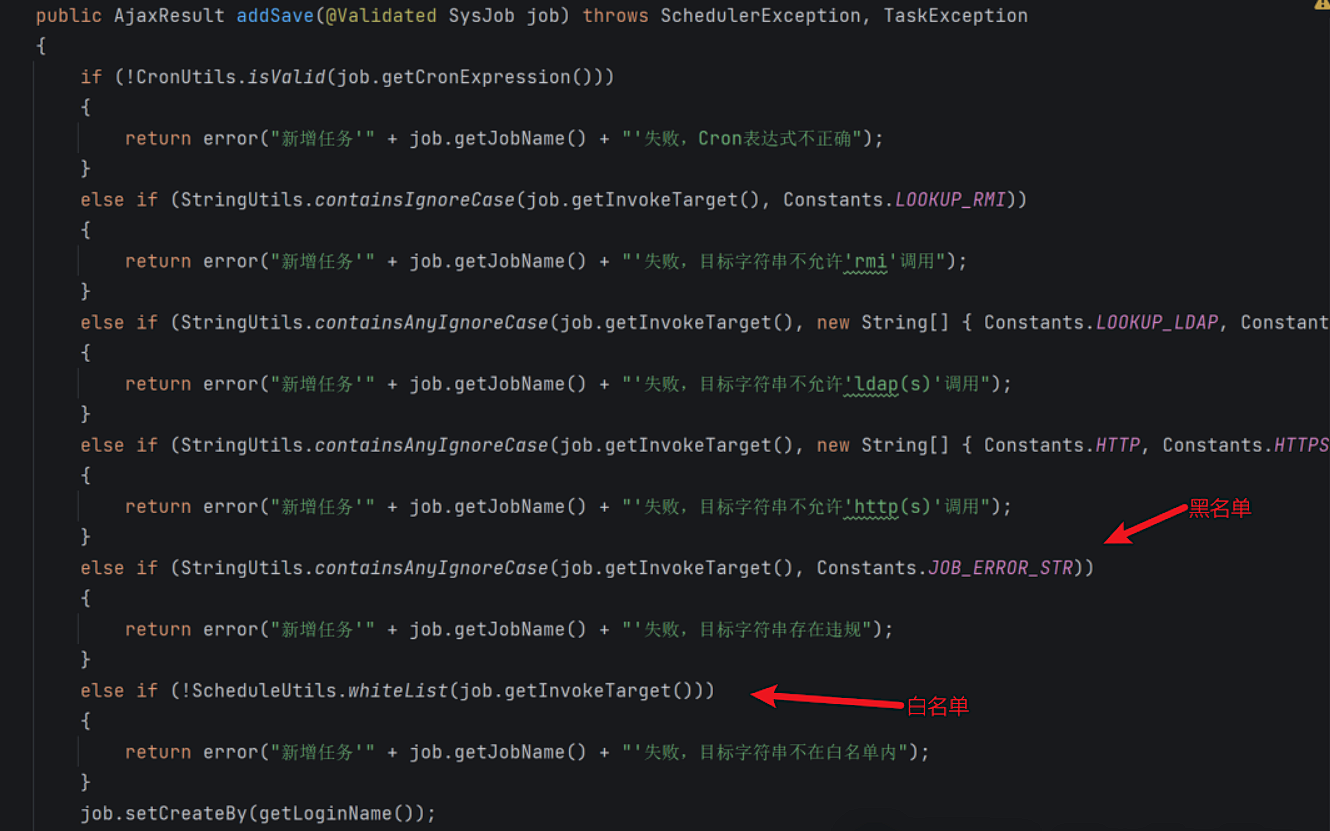 public AjaxResult addSave(@Validated SysJob job) throws SchedulerException, TaskException
{
if (!CronUtils.isValid(job.getCronExpression()))
{
return error("新增任务'" + job.getJobName() + "'失败，Cron表达式不正确");
}
else if (StringUtils.containsIgnoreCase(job.getInvokeTarget(), Constants.LOOKUP_RMI))
{
return error("新增任务'" + job.getJobName() + "'失败，目标字符串不允许'rmi'调用");
}
else if (StringUtils.containsAnyIgnoreCase(job.getInvokeTarget(), new String[] { Constants.LOOKUP_LDAP, Constant
{
return error("新增任务'" + job.getJobName() + "'失败，目标字符串不允许'ldap(s)'调用");
}
else if (StringUtils.containsAnyIgnoreCase(job.getInvokeTarget(), new String[] { Constants.HTTP, Constants.HTTPS
{
return error("新增任务'" + job.getJobName() + "'失败，目标字符串不允许'http(s)'调用");
}
黑名单
else if (StringUtils.containsAnyIgnoreCase(job.getInvokeTarget(), Constants.JOB_ERROR_STR))
{
return error("新增任务'" + job.getJobName() + "'失败，目标字符串存在违规");
}
else if (!ScheduleUtils.whiteList(job.getInvokeTarget()))
白名单
{
return error("新增任务'" + job.getJobName() + "'失败，目标字符串不在白名单内");
}
job.setCreateBy(getLoginName());